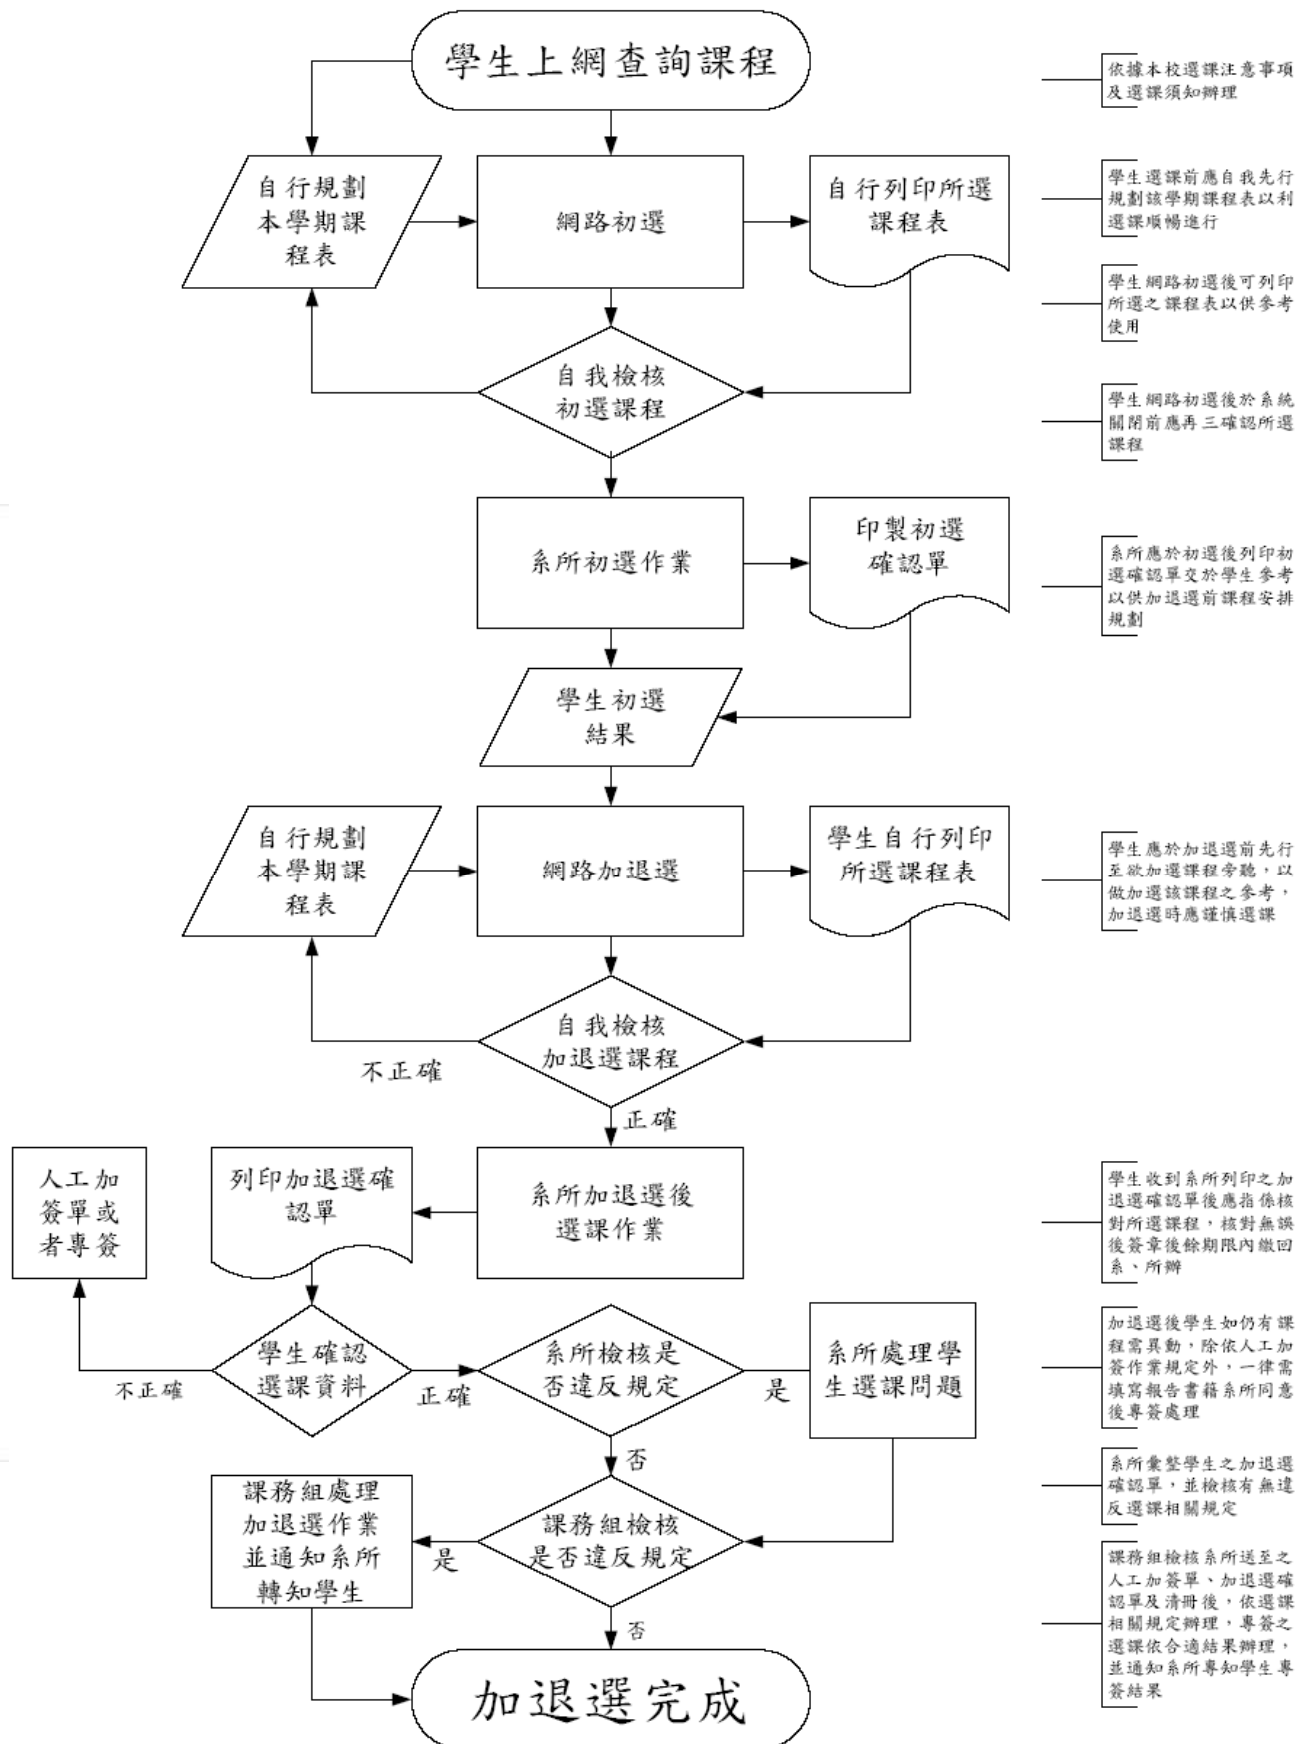 學生上網查詢課程
自行規劃
本學期課
程表
網路初選
自行列印所選
課程表
自我檢核
初選課程
系所初選作業
印製初選
確認單
學生初選
結果
自行規劃
本學期課
程表
網路加退選
學生自行列印
所選課程表
自我檢核
加退選課程
不正確
正確
人工加
簽單或
者專簽
列印加退選確
認單
系所加退選後
選課作業
學生確認
選課資料
不正確
正確
系所檢核是
否違反規定
是
系所處理學
生選課問題
否
課務組處理
加退選作業
並通知系所
轉知學生
是
課務組檢核
是否違反規定
否
加退選完成
依據本校選課注意事項
及選課須知辦理
學生選課前應自我先行
規劃該學期課程表以利
選課順暢進行
學生網路初選後可列印
所選之課程表以供參考
使用
學生網路初選後於系統
關閉前應再三確認所選
課程
系所應於初選後列印初
選確認單交於學生參考
以供加退選前課程安排
規劃
學生應於加退選前先行
至欲加選課程旁聽，以
做加選該課程之參考，
加退選時應謹慎選課
學生收到系所列印之加
退選確認單後應指係核
對所選課程，核對無誤
後簽章後餘期限內繳回
系、所辦
加退選後學生如仍有課
程需異動，除依人工加
簽作業規定外，一律需
填寫報告書籍系所同意
後專簽處理
系所彙整學生之加退選
確認單，並檢核有無違
反選課相關規定
課務組檢核系所送至之
人工加簽單、加退選確
認單及清冊後，依選課
相關規定辦理，專簽之
選課依合適結果辦理，
並通知系所專知學生專
簽結果